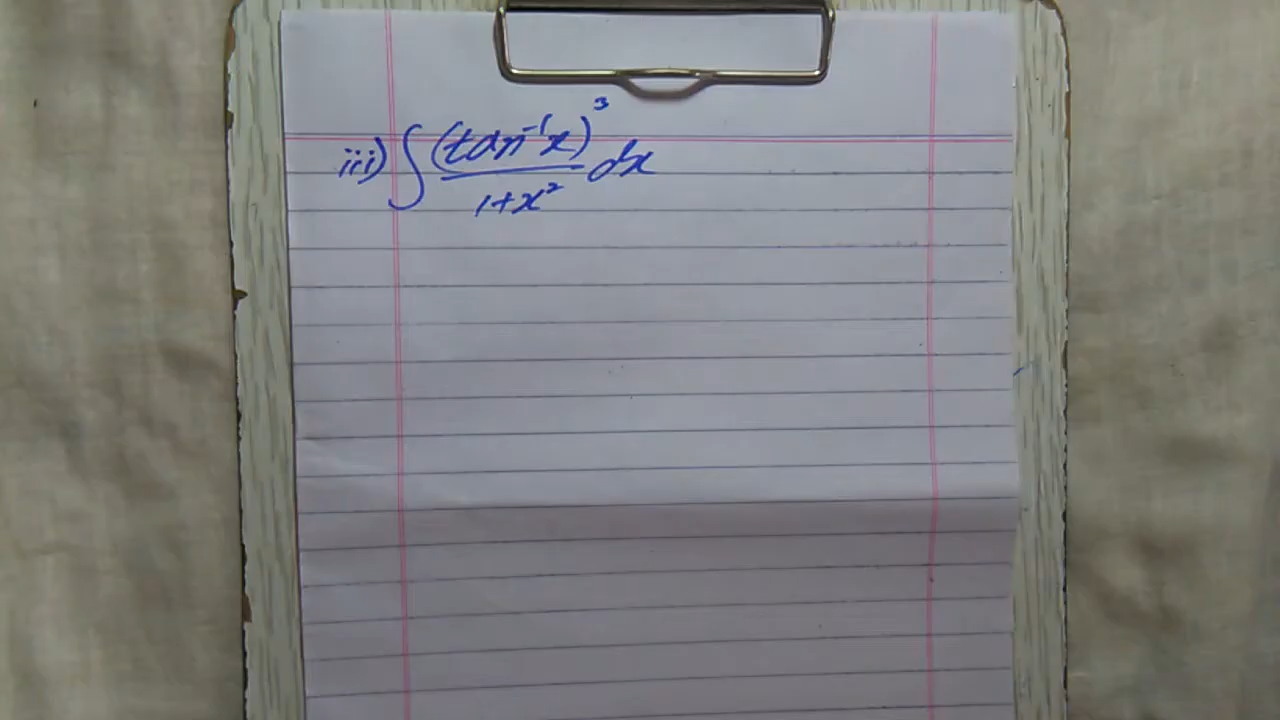 iii) ∫ (tan⁻¹x)³ / 1+x² dx